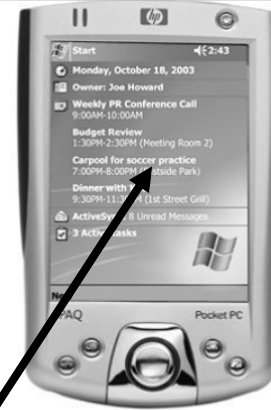 hp
Start 2:43
Monday, October 18, 2003
Owner: Joe Howard
Weekly PR Conference Call
9:00AM-10:00AM
Budget Review
1:30PM-2:30PM (Meeting Room 2)
Carpool for soccer practice
7:00PM-8:00PM Park)
Dinner with
9:30PM-11:3 (1st Street Grill)
ActiveSync: 8 Unread Messages
3 Active Tasks
PAQ Pocket PC